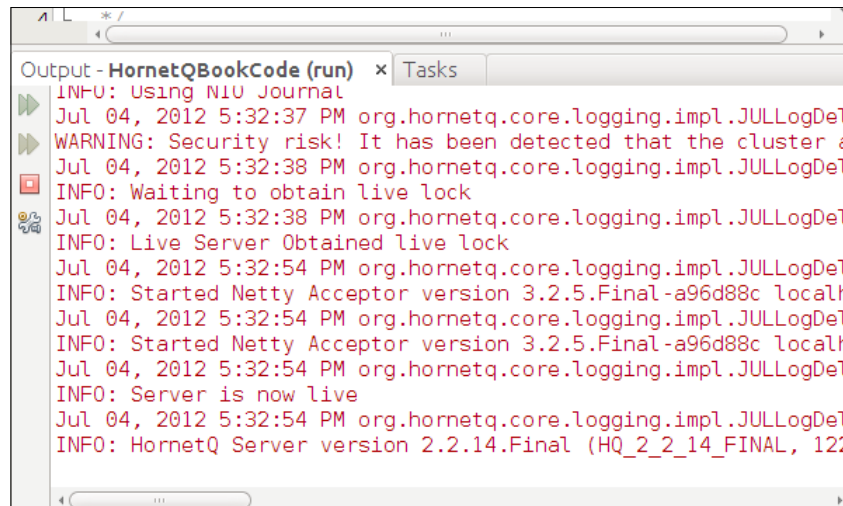 */
Output - HornetQBookCode (run) × Tasks
INFO: Using NIO Journal
Jul 04, 2012 5:32:37 PM org.hornetq.core.logging.impl.JULLogDel
WARNING: Security risk! It has been detected that the cluster a
Jul 04, 2012 5:32:38 PM org.hornetq.core.logging.impl.JULLogDel
INFO: Waiting to obtain live lock
Jul 04, 2012 5:32:38 PM org.hornetq.core.logging.impl.JULLogDel
INFO: Live Server Obtained live lock
Jul 04, 2012 5:32:54 PM org.hornetq.core.logging.impl.JULLogDel
INFO: Started Netty Acceptor version 3.2.5.Final-a96d88c localh
Jul 04, 2012 5:32:54 PM org.hornetq.core.logging.impl.JULLogDel
INFO: Started Netty Acceptor version 3.2.5.Final-a96d88c localh
Jul 04, 2012 5:32:54 PM org.hornetq.core.logging.impl.JULLogDel
INFO: Server is now live
Jul 04, 2012 5:32:54 PM org.hornetq.core.logging.impl.JULLogDel
INFO: HornetQ Server version 2.2.14.Final (HQ_2_2_14_FINAL, 122